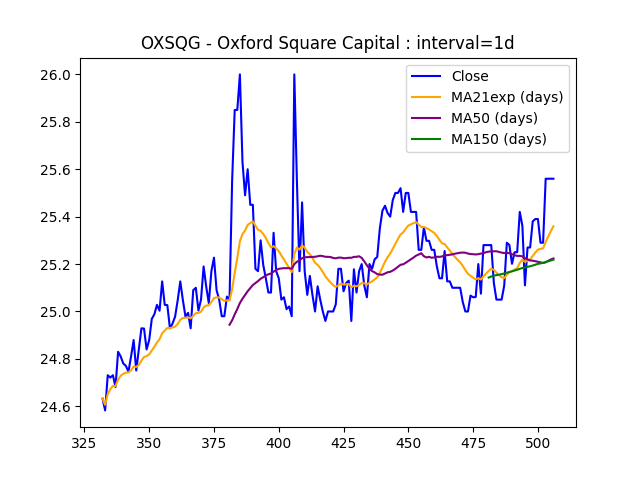 OXSQG - Oxford Square Capital : interval=1d
Close
MA21exp (days)
MA50 (days)
MA150 (days)
26.0
25.8
25.6
25.4
25.2
25.0
24.8
24.6
325 350 375 400 425 450 475 500